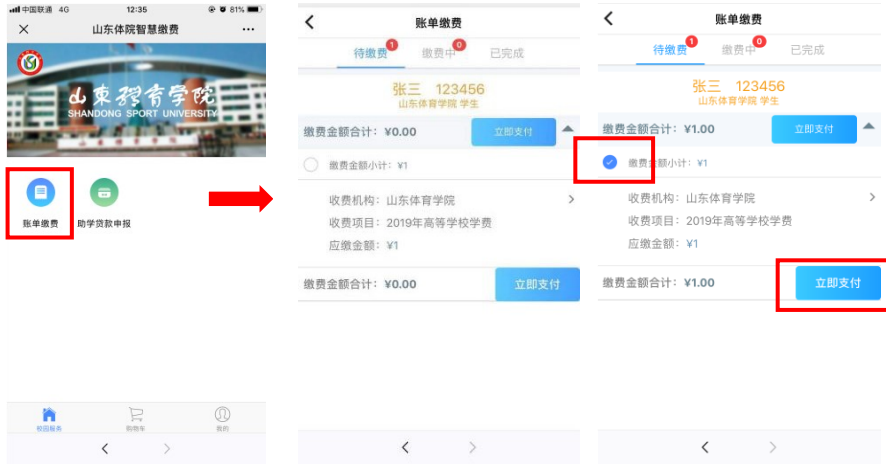 中国联通 4G 12:35 81%
山东体院智慧缴费
山东体育学院
SHANDONG SPORT UNIVERSITY
山东体育学院
账单缴费 助学贷款申报
校园服务 购物车 我的
账单缴费
待缴费 1 缴费中 0 已完成
张三 123456
山东体育学院 学生
缴费金额合计：¥0.00 立即支付
缴费金额小计：¥1
收费机构：山东体育学院
收费项目：2019年高等学校学费
应缴金额：¥1
缴费金额合计：¥0.00 立即支付
账单缴费
待缴费 1 缴费中 0 已完成
张三 123456
山东体育学院 学生
缴费金额合计：¥1.00 立即支付
缴费金额小计：¥1
收费机构：山东体育学院
收费项目：2019年高等学校学费
应缴金额：¥1
缴费金额合计：¥1.00 立即支付